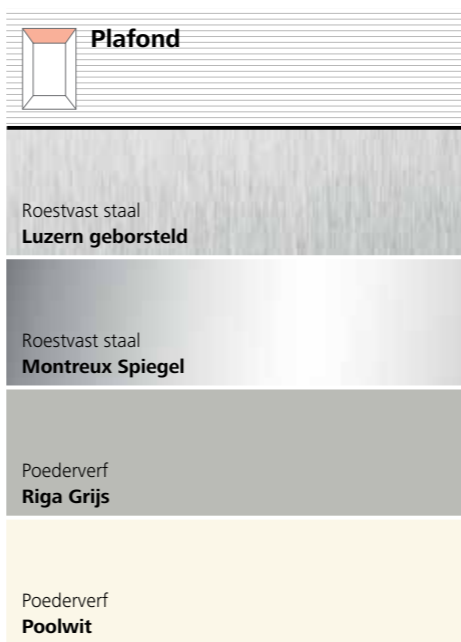 Plafond
Roestvast staal
Luzern geborsteld
Roestvast staal
Montreux Spiegel
Poederverf
Riga Grijs
Poederverf
Poolwit